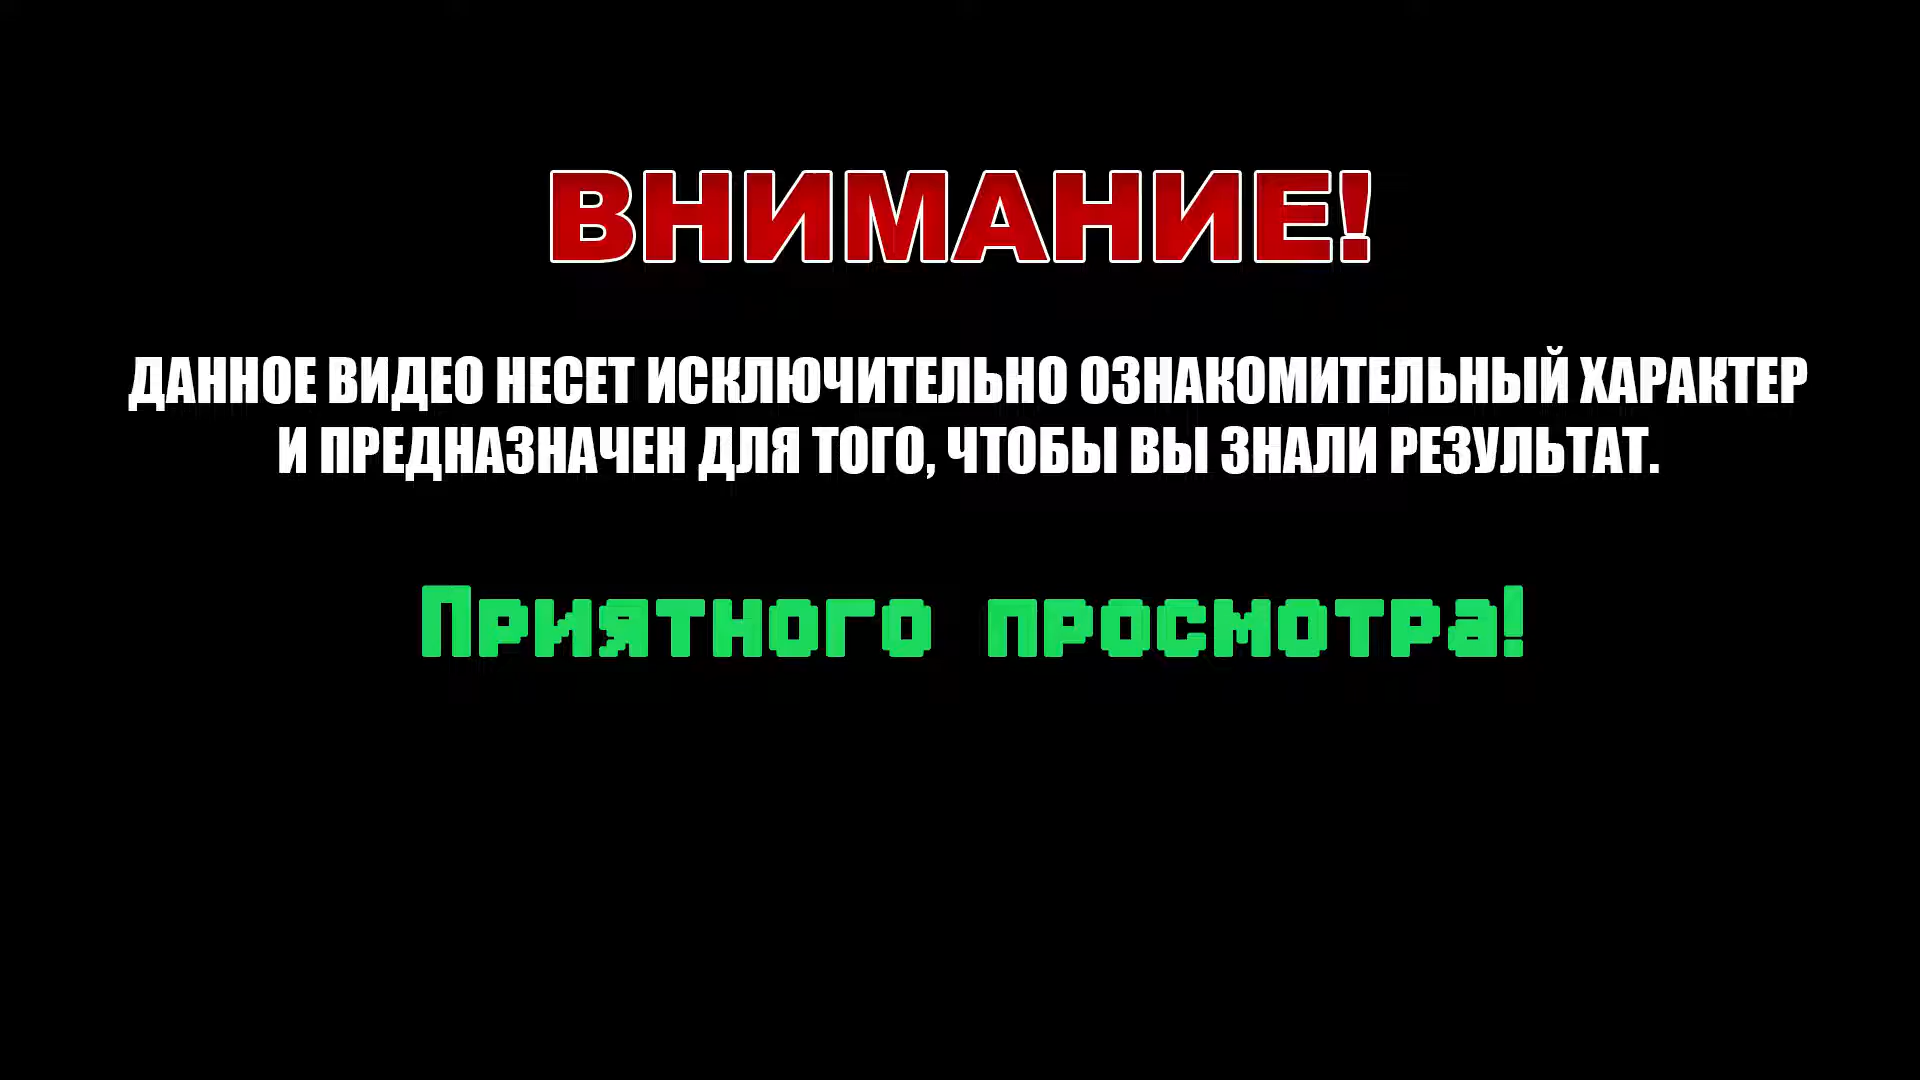 ВНИМАНИЕ!
ДАННОЕ ВИДЕО НЕСЕТ ИСКЛЮЧИТЕЛЬНО ОЗНАКОМИТЕЛЬНЫЙ ХАРАКТЕР
И ПРЕДНАЗНАЧЕН ДЛЯ ТОГО, ЧТОБЫ ВЫ ЗНАЛИ РЕЗУЛЬТАТ.
Приятного просмотра!